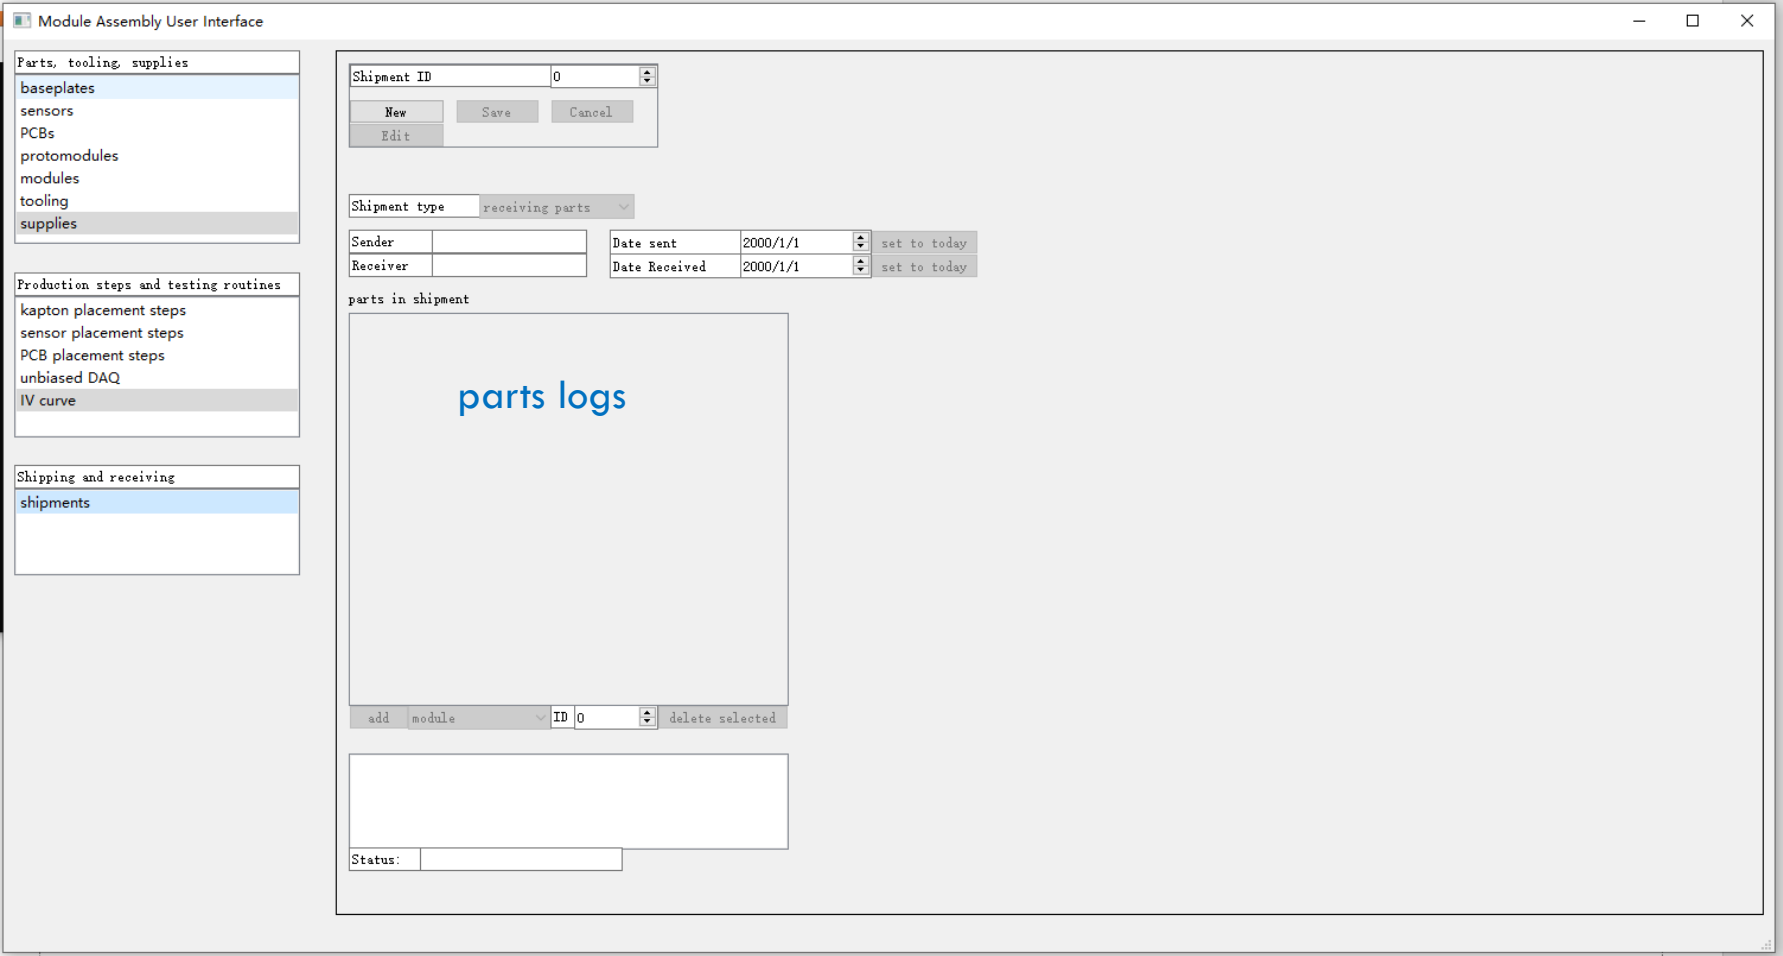 Module Assembly User Interface
Parts, tooling, supplies
baseplates
sensors
PCBs
protomodules
modules
tooling
supplies
Production steps and testing routines
kapton placement steps
sensor placement steps
PCB placement steps
unbiased DAQ
IV curve
Shipping and receiving
shipments
Shipment ID 0
New Save Cancel
Edit
Shipment type receiving parts
Sender
Receiver
Date sent 2000/1/1 set to today
Date Received 2000/1/1 set to today
parts in shipment
parts logs
add module ID 0 delete selected
Status: